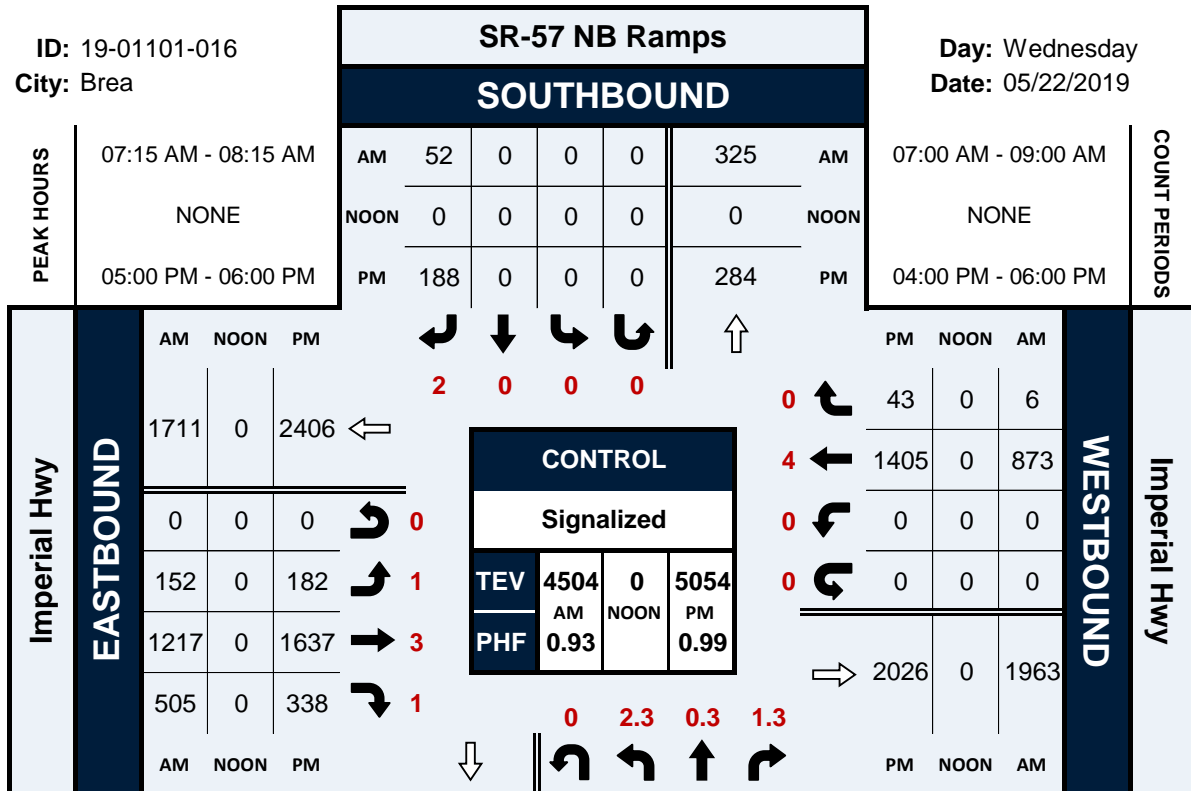 SR-57 NB Ramps
ID: 19-01101-016
Day: Wednesday
City: Brea
Date: 05/22/2019
SOUTHBOUND
PEAK HOURS
07:15 AM - 08:15 AM
AM 52 0 0 0 325 AM
07:00 AM - 09:00 AM
COUNT PERIODS
NONE
NOON 0 0 0 0 0 NOON
NONE
05:00 PM - 06:00 PM
PM 188 0 0 0 284 PM
04:00 PM - 06:00 PM
AM NOON PM
PM NOON AM
2 0 0 0
Imperial Hwy
EASTBOUND
1711 0 2406
0 0 0 0
152 0 182 1
1217 0 1637 3
505 0 338 1
AM NOON PM
CONTROL
Signalized
TEV 4504 0 5054
AM NOON PM
PHF 0.93 0.99
0 43 0 6
4 1405 0 873
0 0 0 0
0 0 0 0
2026 0 1963
WESTBOUND
Imperial Hwy
0 2.3 0.3 1.3
PM NOON AM